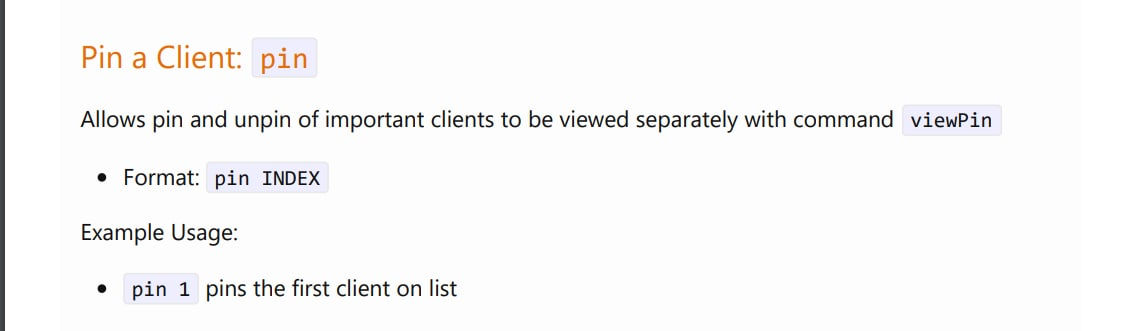 Pin a Client: pin
Allows pin and unpin of important clients to be viewed separately with command viewPin
• Format: pin INDEX
Example Usage:
• pin 1 pins the first client on list